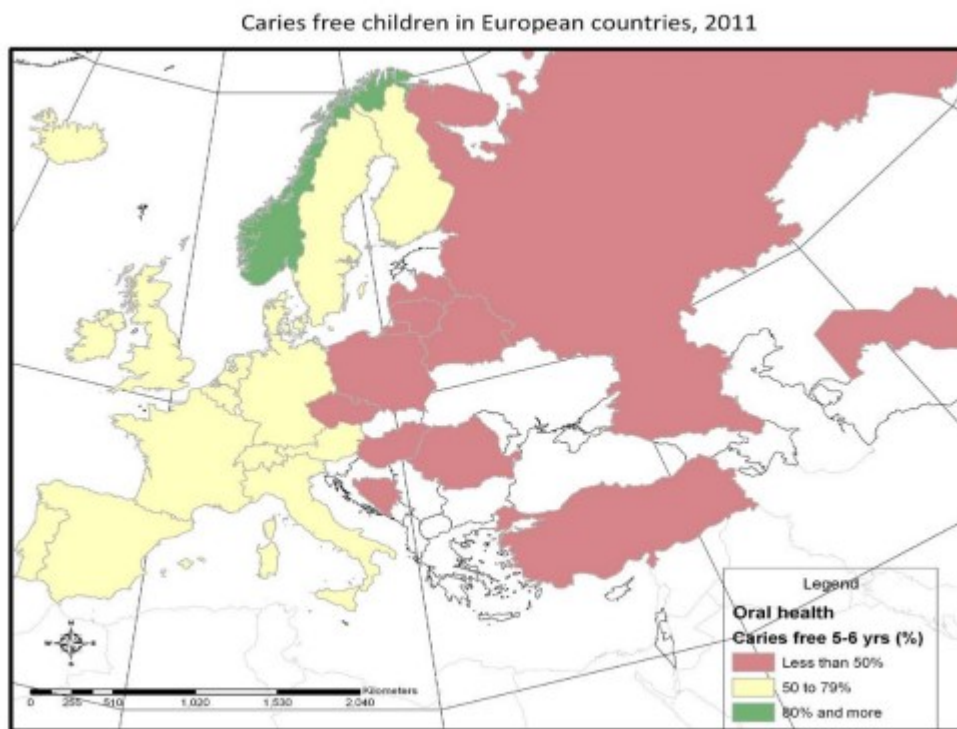 Caries free children in European countries, 2011
Legend
Oral health
Caries free 5-6 yrs (%)
Less than 50%
50 to 79%
80% and more
N
W E
S
Kilometers
0 255 510 1,020 1,530 2,040